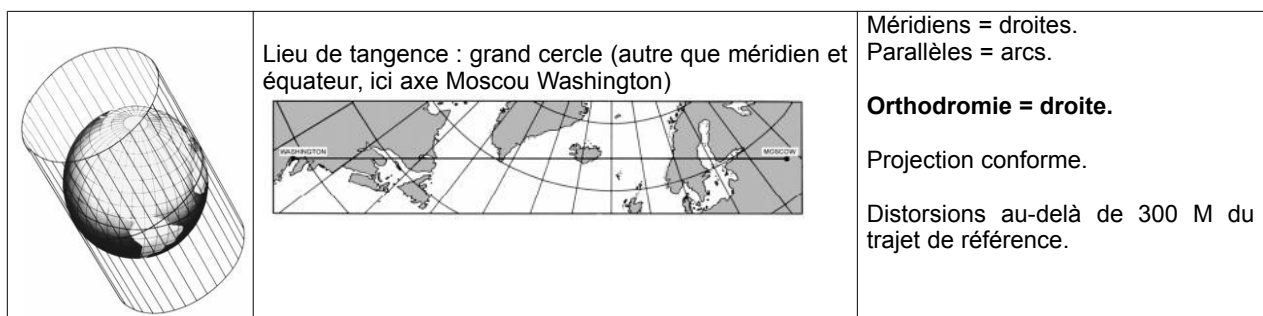 Lieu de tangence : grand cercle (autre que méridien et
équateur, ici axe Moscou Washington)
WASHINGTON
MOSCOW
Méridiens = droites.
Parallèles = arcs.
Orthodromie = droite.
Projection conforme.
Distorsions au-delà de 300 M du
trajet de référence.